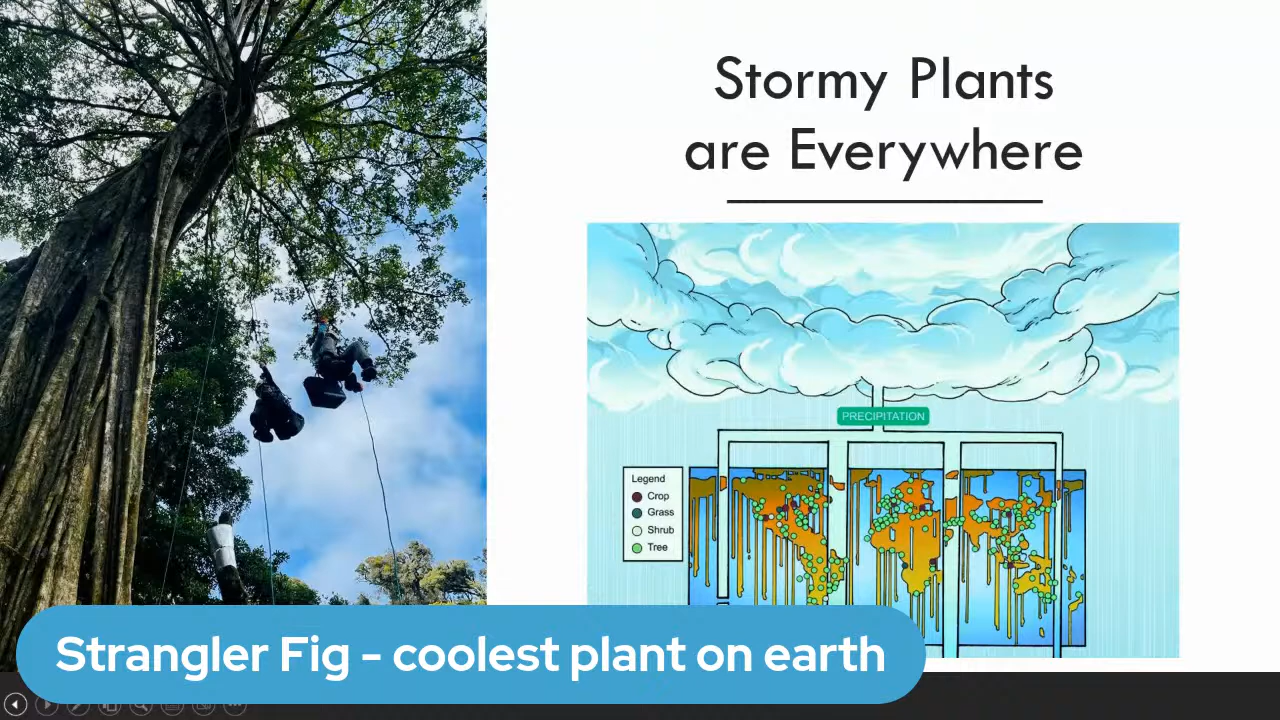 Stormy Plants
are Everywhere
PRECIPITATION
Legend
Crop
Grass
Shrub
Tree
Strangler Fig - coolest plant on earth